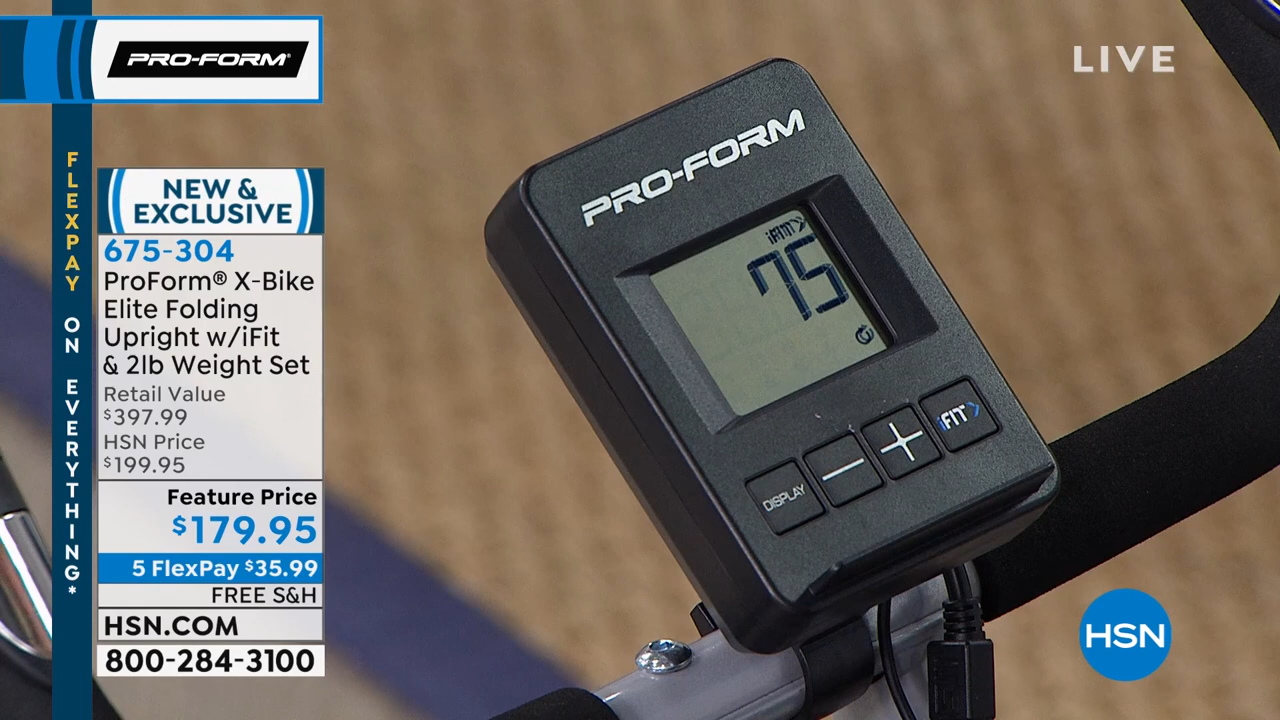 PRO-FORM®
LIVE
FLEXPAY ON EVERYTHING*
NEW &
EXCLUSIVE
675-304
ProForm® X-Bike
Elite Folding
Upright w/iFit
& 2lb Weight Set
Retail Value
$397.99
HSN Price
$199.95
Feature Price
$179.95
5 FlexPay $35.99
FREE S&H
HSN.COM
800-284-3100
PRO-FORM
iFIT
75
DISPLAY
iFIT
HSN